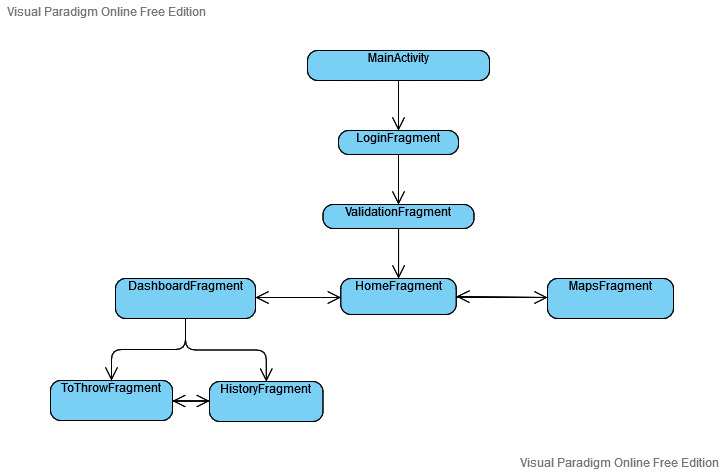 Visual Paradigm Online Free Edition
MainActivity
LoginFragment
ValidationFragment
DashboardFragment
HomeFragment
MapsFragment
ToThrowFragment
HistoryFragment
Visual Paradigm Online Free Edition